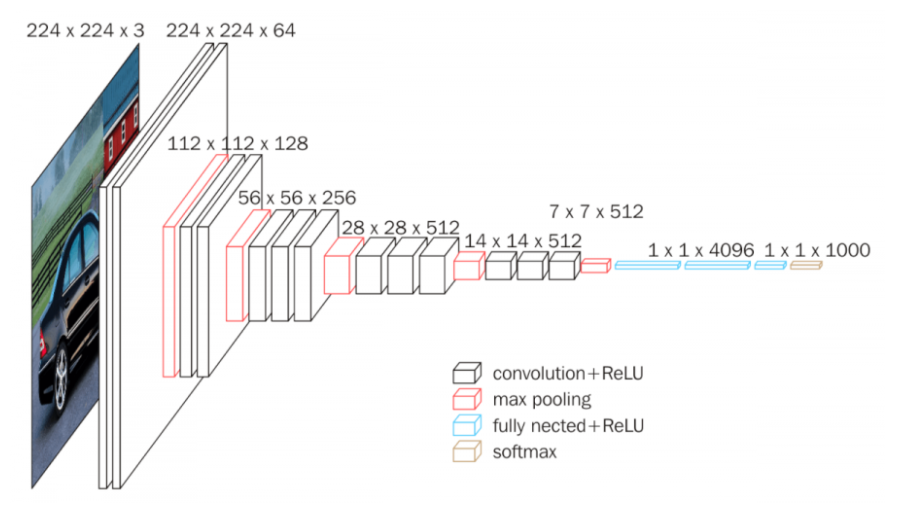 224 x 224 x 3
224 x 224 x 64
112 x 112 x 128
56 x 56 x 256
28 x 28 x 512
14 x 14 x 512
7 x 7 x 512
1 x 1 x 4096
1 x 1 x 1000
convolution+ReLU
max pooling
fully nected+ReLU
softmax